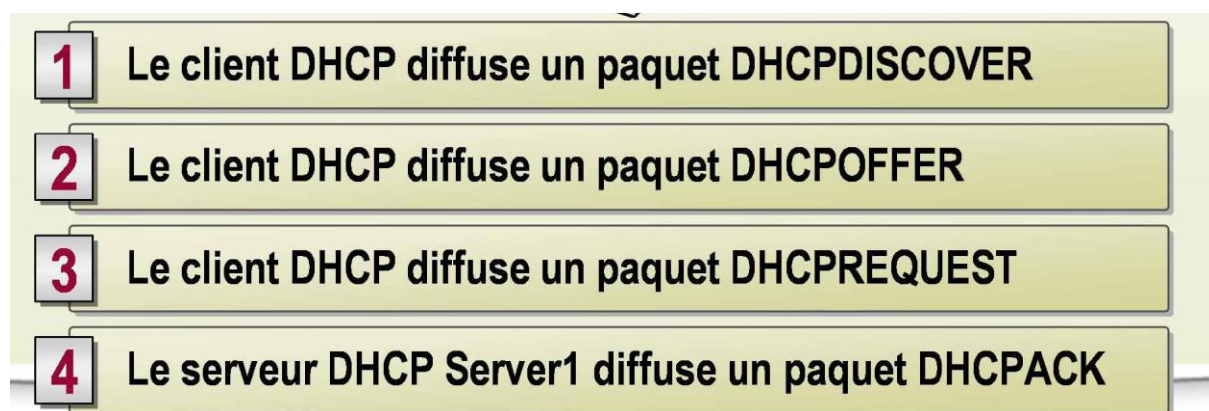 1 Le client DHCP diffuse un paquet DHCPDISCOVER
2 Le client DHCP diffuse un paquet DHCPOFFER
3 Le client DHCP diffuse un paquet DHCPREQUEST
4 Le serveur DHCP Server1 diffuse un paquet DHCPACK